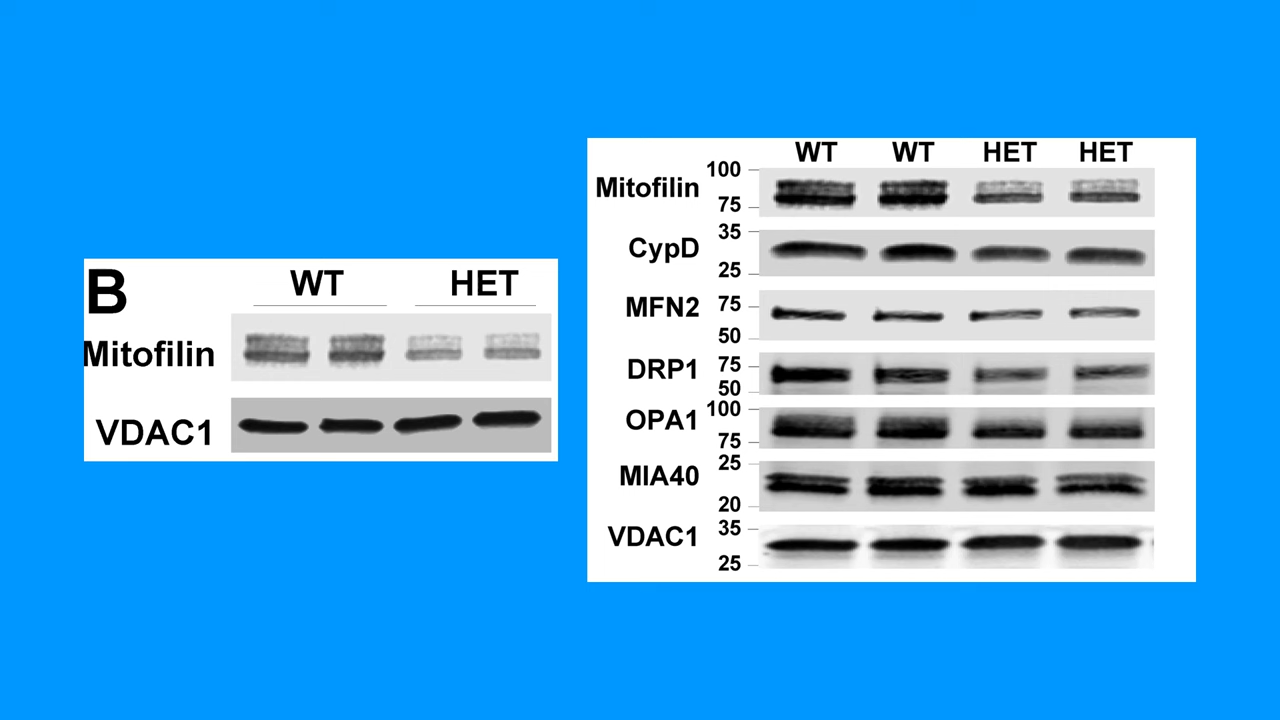 B
WT HET
Mitofilin
VDAC1
WT WT HET HET
Mitofilin 100 75
CypD 35 25
MFN2 75 50
DRP1 75 50
OPA1 100 75
MIA40 25 20
VDAC1 35 25